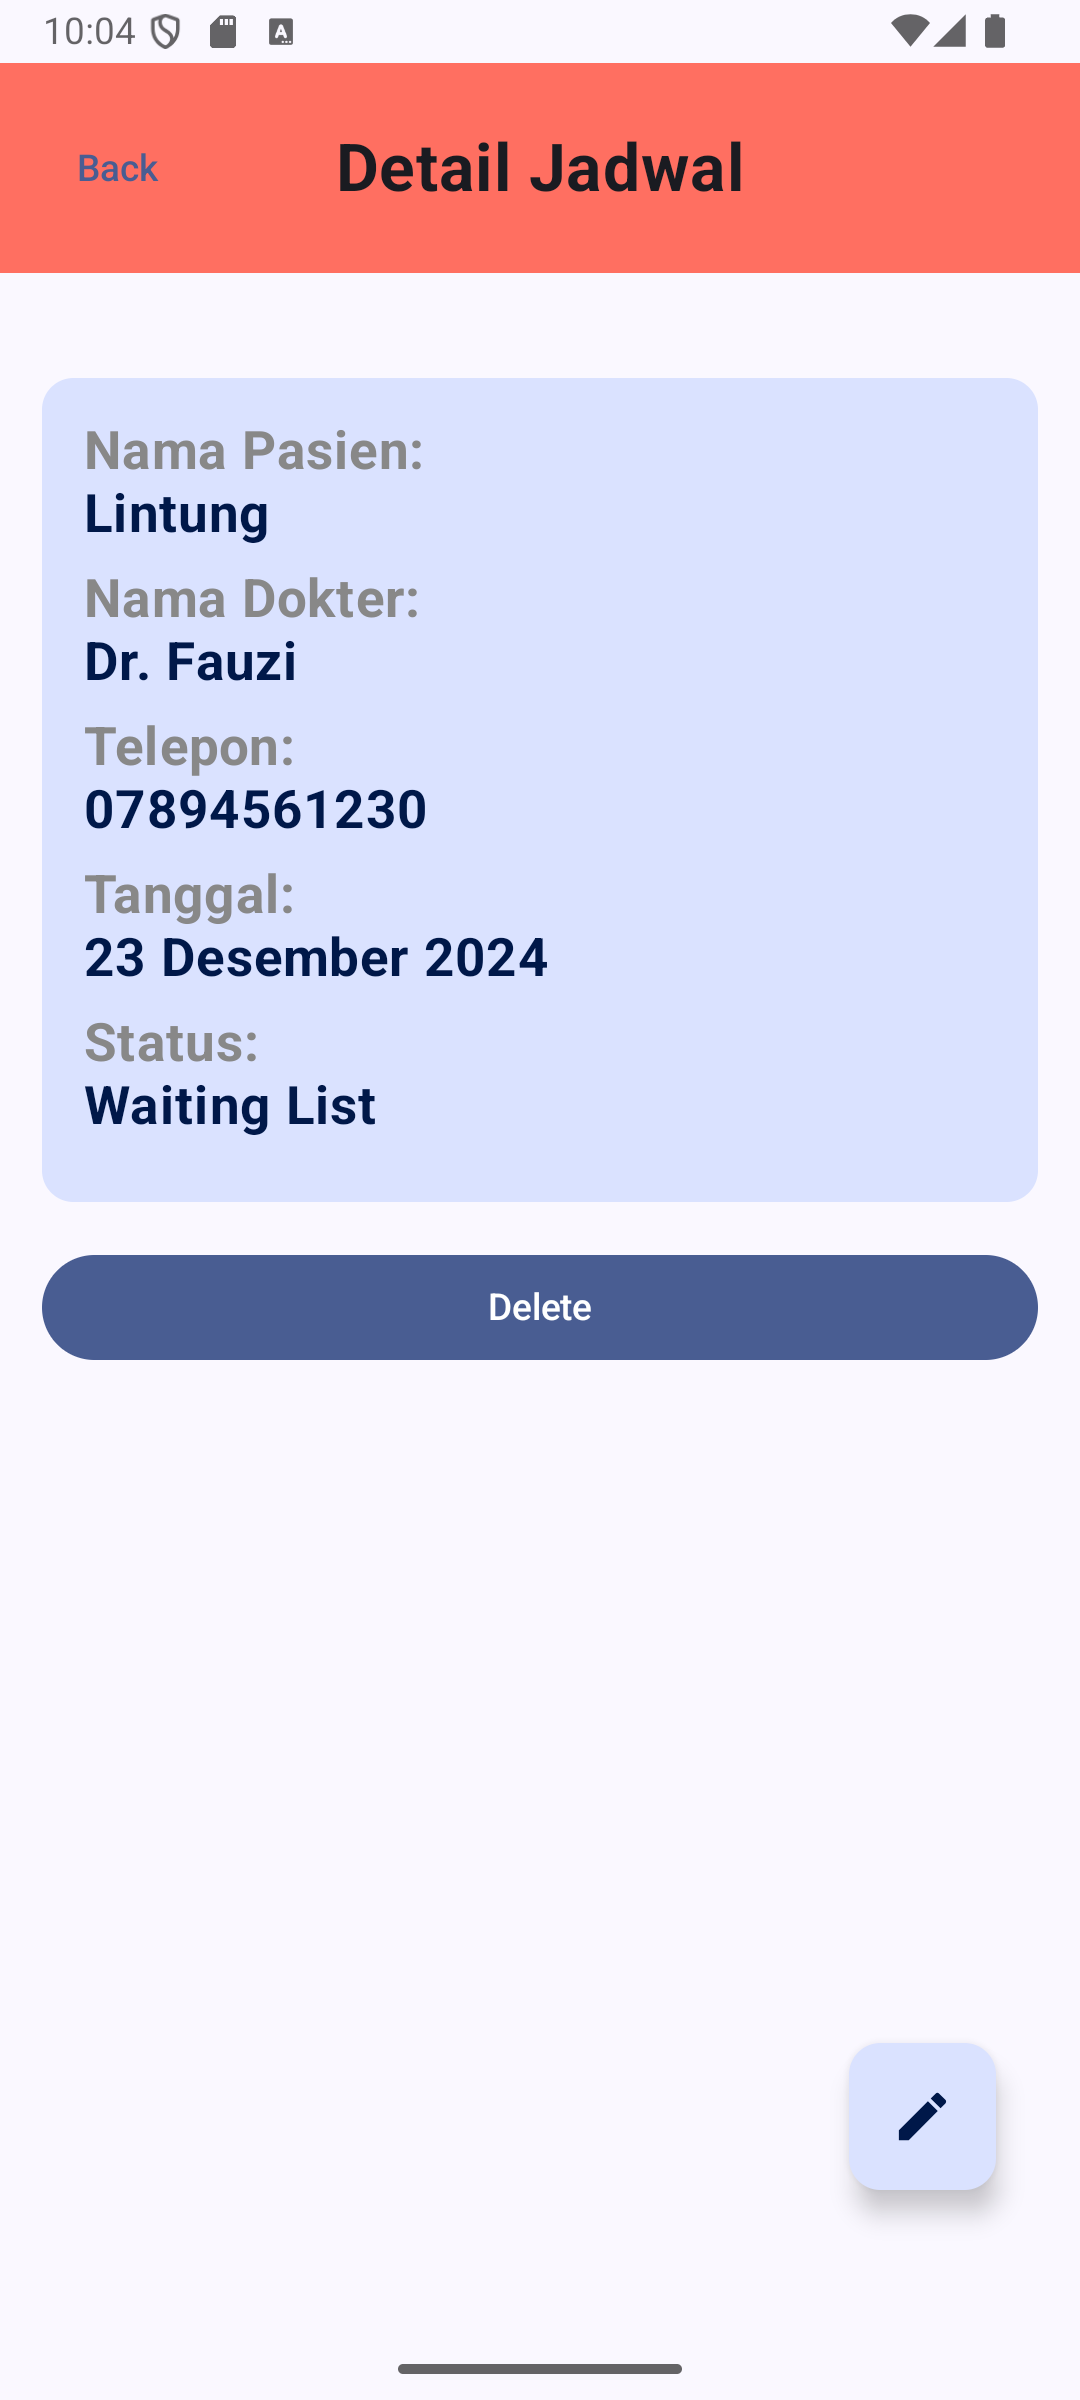 10:04
Back
Detail Jadwal
Nama Pasien:
Lintung
Nama Dokter:
Dr. Fauzi
Telepon:
07894561230
Tanggal:
23 Desember 2024
Status:
Waiting List
Delete